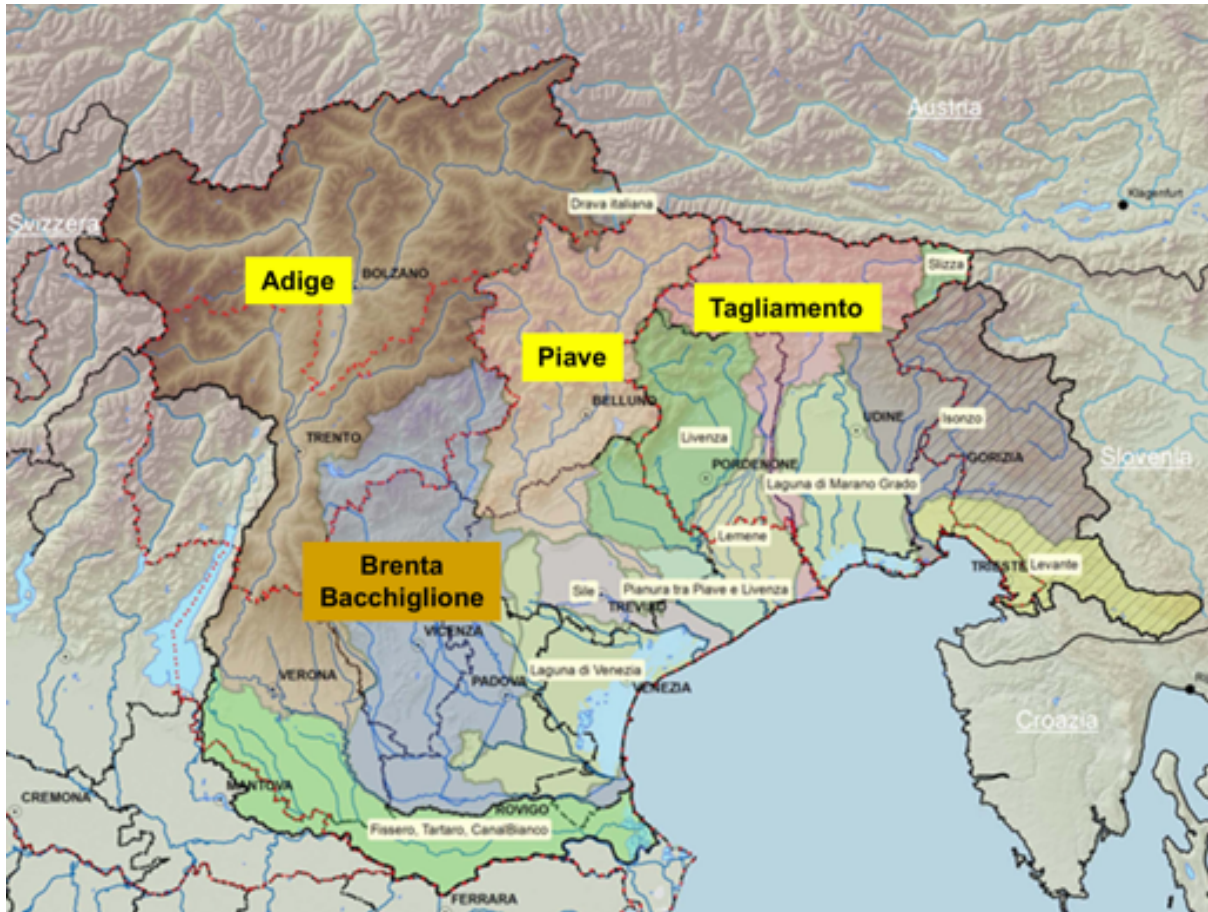 Austria
Klagenfurt
Drava italiana
Svizzera
Slizza
Adige
BOLZANO
Tagliamento
Piave
BELLUNO
Livenza
UDINE
Isonzo
TRENTO
PORDENONE
GORIZIA
Slovenia
Laguna di Marano Grado
Lemene
Brenta
Bacchiglione
Sile
Pianura tra Piave e Livenza
TREVISO
TRIESTE
Levante
VICENZA
Laguna di Venezia
VERONA
PADOVA
VENEZIA
Croazia
MANTOVA
CREMONA
ROVIGO
Fissero, Tartaro, CanalBianco
FERRARA